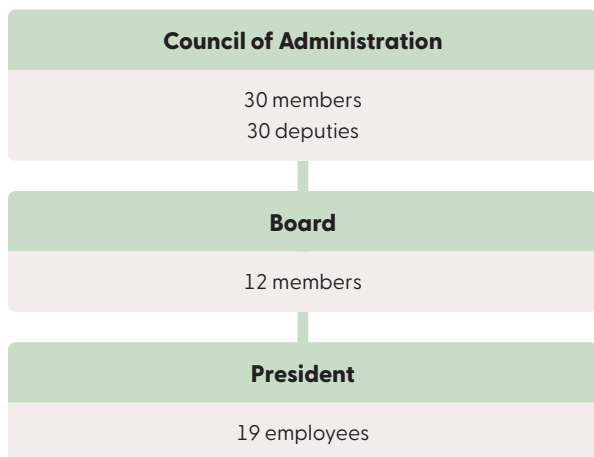 Council of Administration
30 members
30 deputies
Board
12 members
President
19 employees